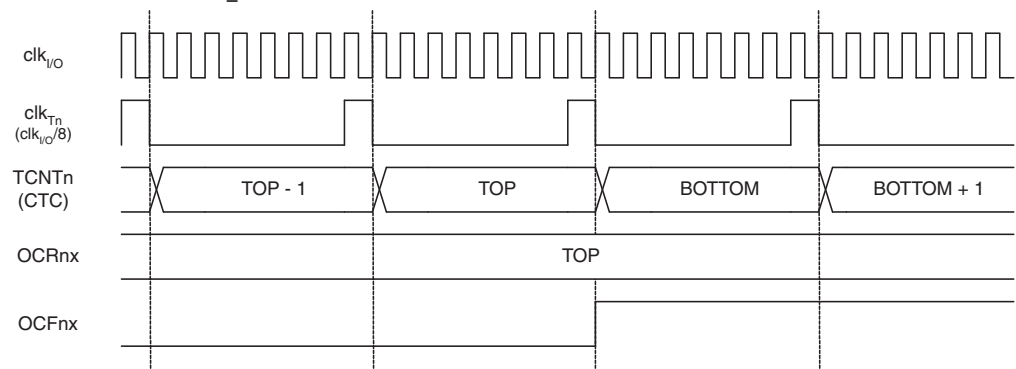 clkI/O
clkTn
(clkI/O/8)
TCNTn
(CTC)
TOP - 1
TOP
BOTTOM
BOTTOM + 1
OCRnx
TOP
OCFnx